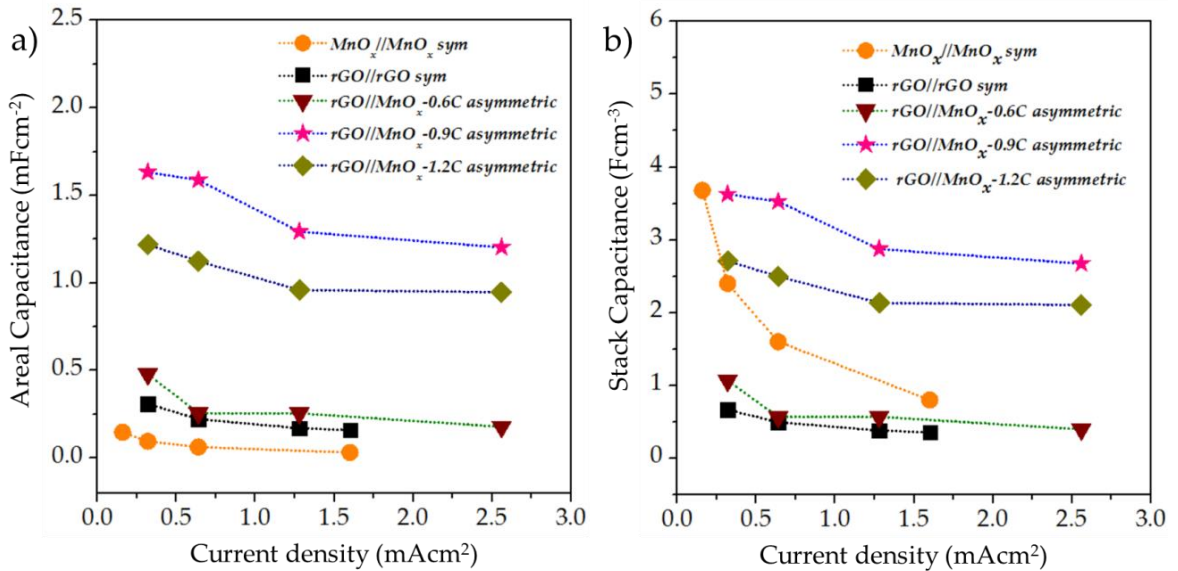 a)
2.5
2.0
1.5
1.0
0.5
0.0
Areal Capacitance (mFcm⁻²)
MnOₓ//MnOₓ sym
rGO//rGO sym
rGO//MnOₓ-0.6C asymmetric
rGO//MnOₓ-0.9C asymmetric
rGO//MnOₓ-1.2C asymmetric
0.0 0.5 1.0 1.5 2.0 2.5 3.0
Current density (mAcm²)
b)
6
5
4
3
2
1
0
Stack Capacitance (Fcm⁻³)
MnOₓ//MnOₓ sym
rGO//rGO sym
rGO//MnOₓ-0.6C asymmetric
rGO//MnOₓ-0.9C asymmetric
rGO//MnOₓ-1.2C asymmetric
0.0 0.5 1.0 1.5 2.0 2.5 3.0
Current density (mAcm²)